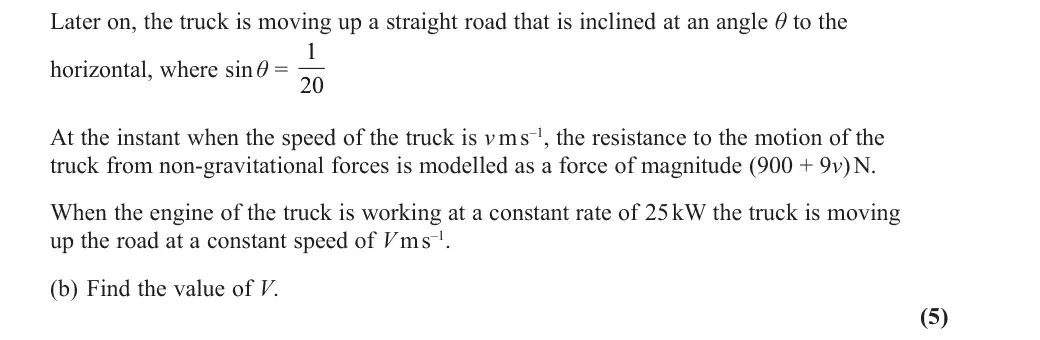 Later on, the truck is moving up a straight road that is inclined at an angle θ to the
horizontal, where sin θ = 1/20
At the instant when the speed of the truck is v m s⁻¹, the resistance to the motion of the
truck from non-gravitational forces is modelled as a force of magnitude (900 + 9v) N.
When the engine of the truck is working at a constant rate of 25 kW the truck is moving
up the road at a constant speed of V m s⁻¹.
(b) Find the value of V.
(5)